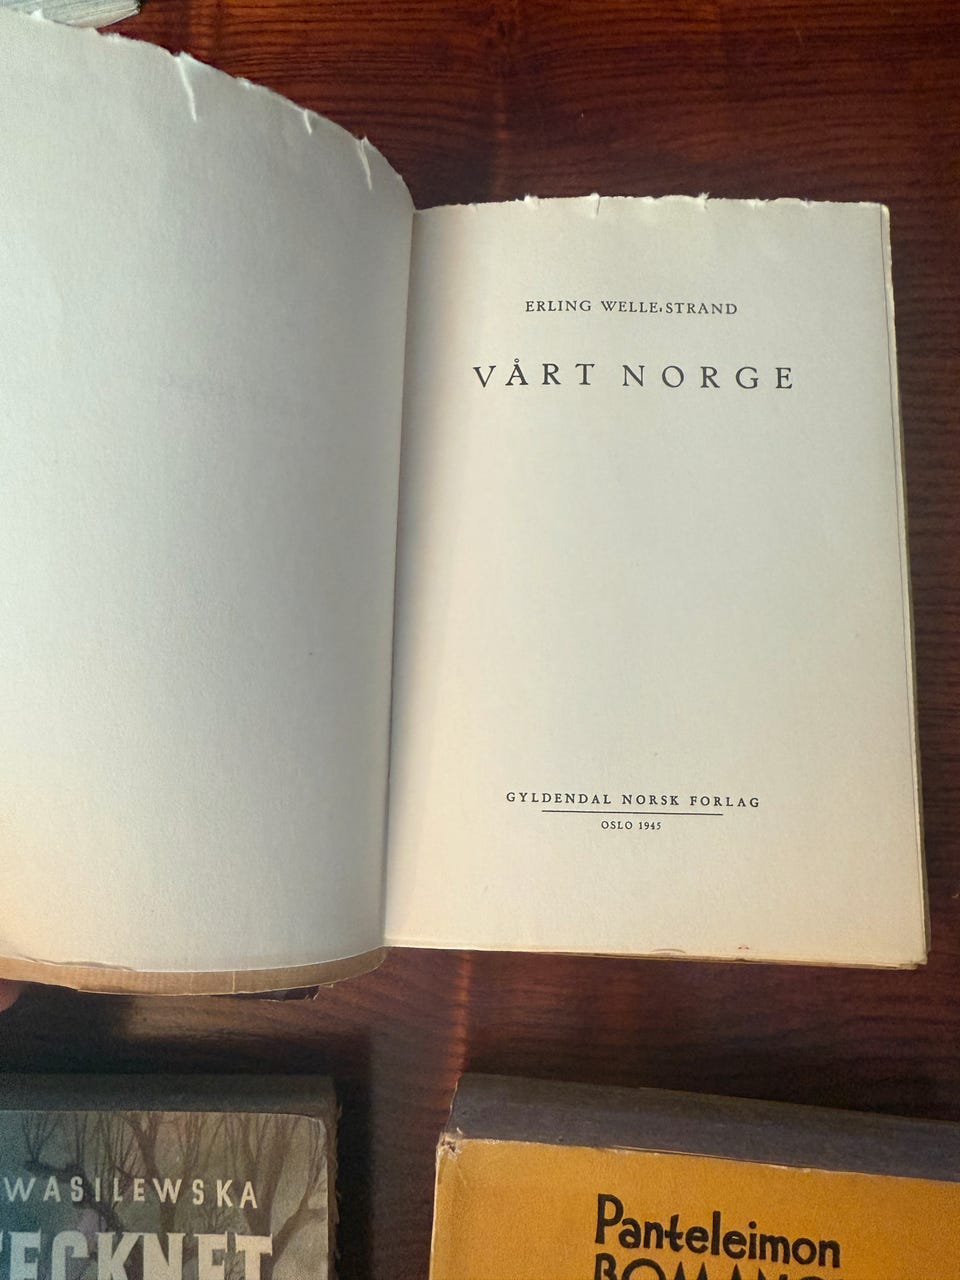 ERLING WELLE-STRAND
VÅRT NORGE
GYLDENDAL NORSK FORLAG
OSLO 1945
WASILEWSKA
Panteleimon